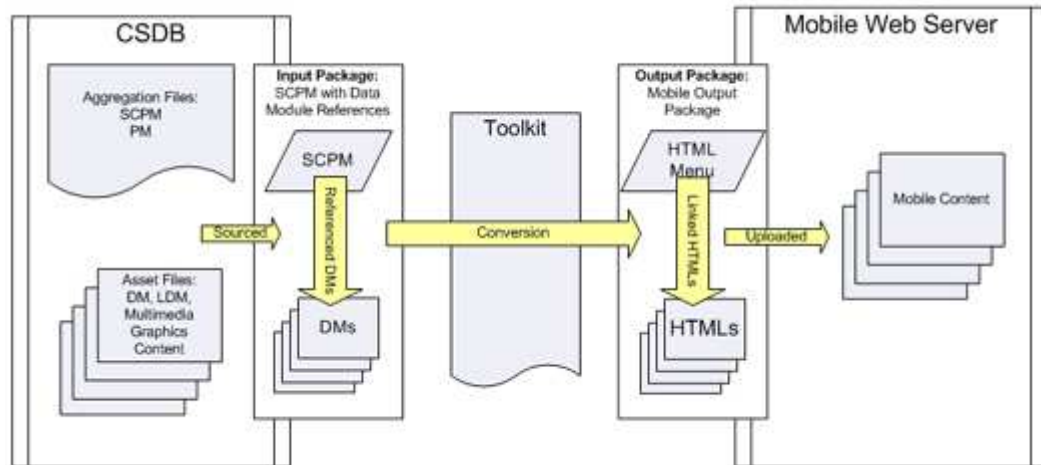 CSDB
Aggregation Files:
SCPM
PM
Sourced
Asset Files:
DM, LDM,
Multimedia
Graphics
Content
Input Package:
SCPM with Data
Module References
SCPM
Referenced DMs
DMs
Toolkit
Conversion
Output Package:
Mobile Output
Package
HTML
Menu
Linked HTMLs
HTMLs
Uploaded
Mobile Web Server
Mobile Content